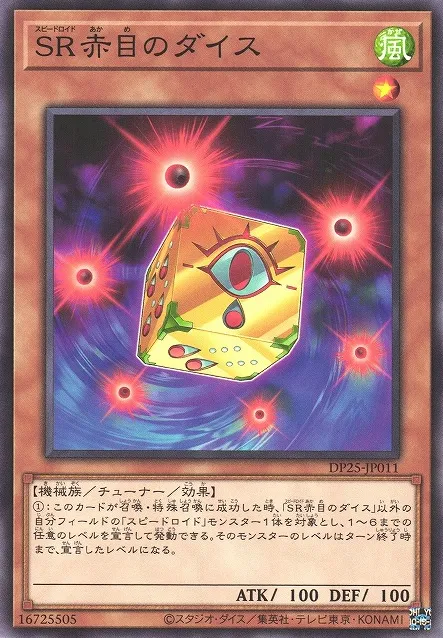 スピードロイド あか め
SR赤目のダイス
かぜ
風
DP25-JP011
【機械族／チューナー／効果】
①：このカードが召喚・特殊召喚に成功した時、「SR赤目のダイス」以外の
自分フィールドの「スピードロイド」モンスター1体を対象とし、1～6までの
任意のレベルを宣言して発動できる。そのモンスターのレベルはターン終了時
まで、宣言したレベルになる。
ATK/ 100 DEF/ 100
16725505
©スタジオ・ダイス／集英社・テレビ東京・KONAMI